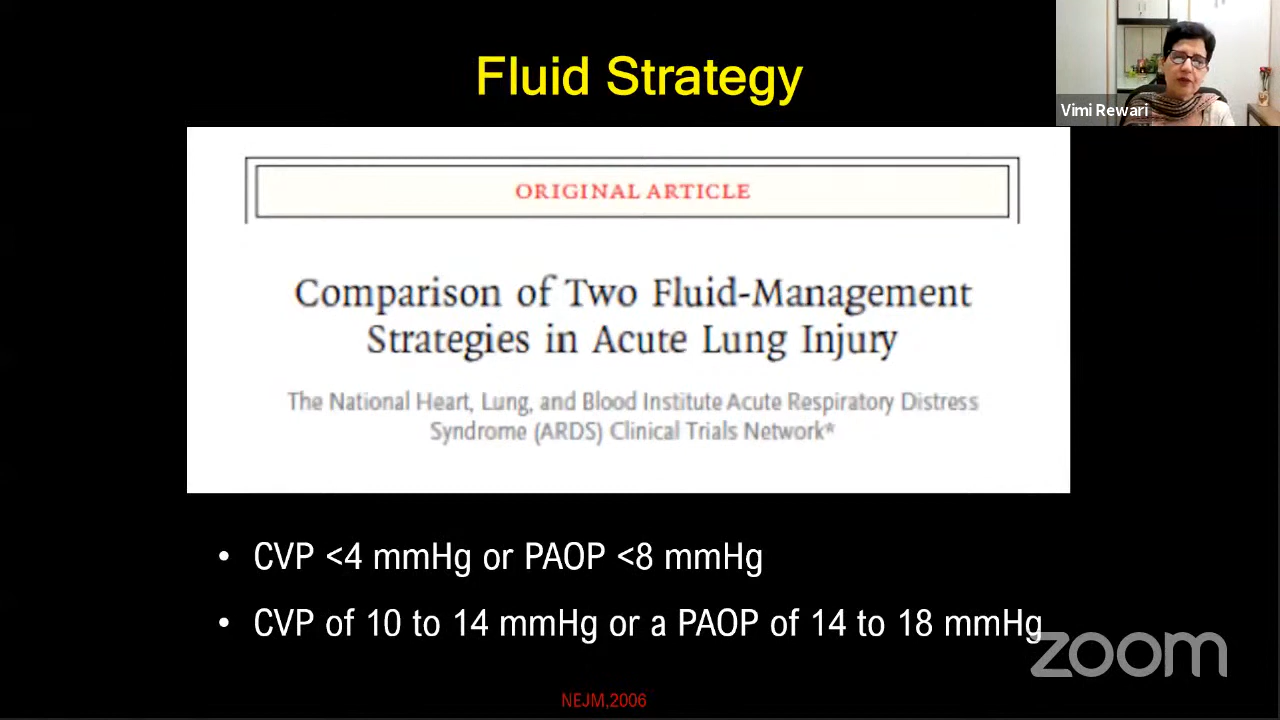 Fluid Strategy
Vimi Rewari
ORIGINAL ARTICLE
Comparison of Two Fluid-Management
Strategies in Acute Lung Injury
The National Heart, Lung, and Blood Institute Acute Respiratory Distress
Syndrome (ARDS) Clinical Trials Network*
• CVP <4 mmHg or PAOP <8 mmHg
• CVP of 10 to 14 mmHg or a PAOP of 14 to 18 mmHg
zoom
NEJM,2006